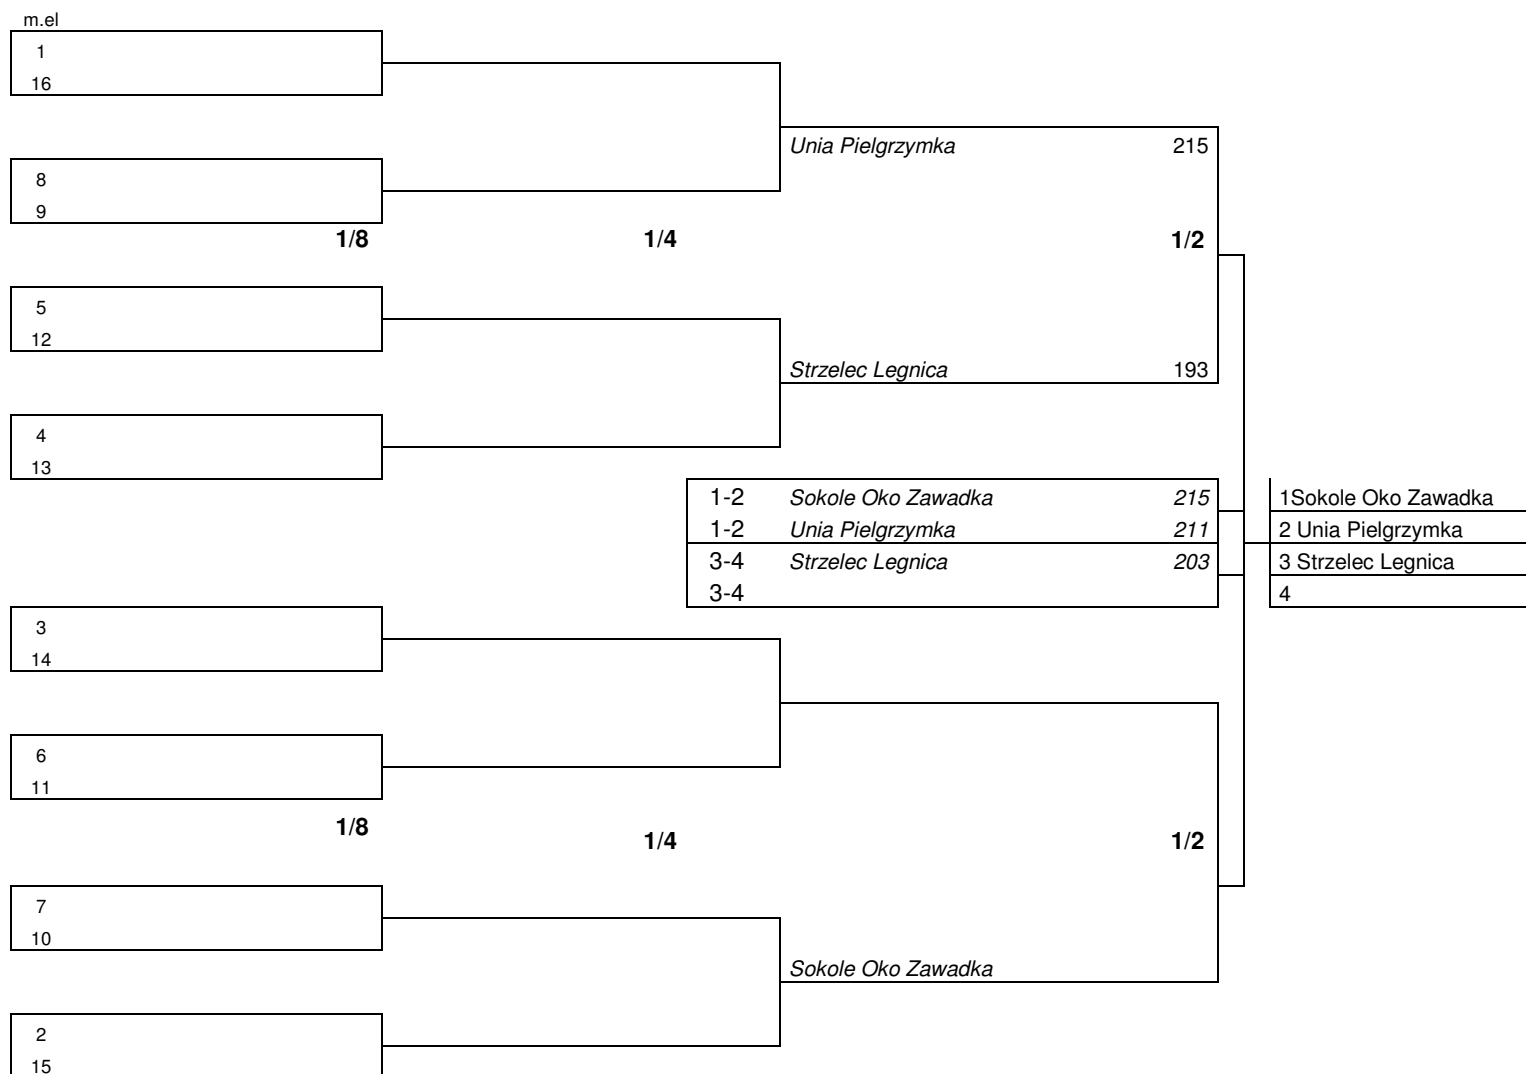 m.el
1
16
Unia Pielgrzymka 215
8
9
1/8 1/4 1/2
5
12
Strzelec Legnica 193
4
13
1-2 Sokole Oko Zawadka 215 1Sokole Oko Zawadka
1-2 Unia Pielgrzymka 211 2 Unia Pielgrzymka
3-4 Strzelec Legnica 203 3 Strzelec Legnica
3-4 4
3
14
6
11
1/8 1/4 1/2
7
10
Sokole Oko Zawadka
2
15